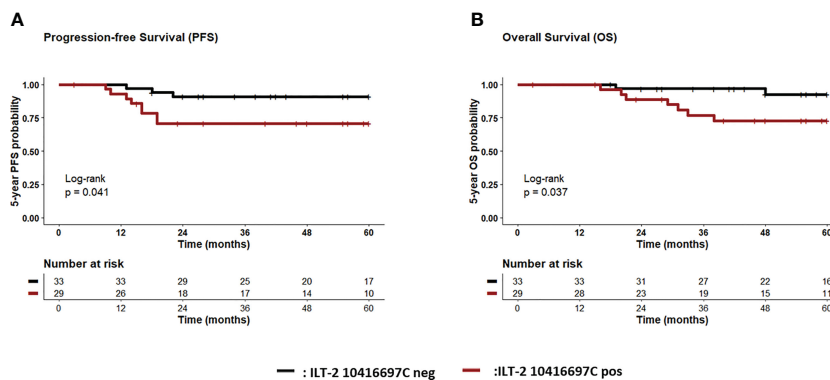 A
Progression-free Survival (PFS)
5-year PFS probability
1.00
0.75
0.50
0.25
0.00
Log-rank
p = 0.041
0 12 24 36 48 60
Time (months)
Number at risk
33 33 29 25 20 17
29 26 18 17 14 10
0 12 24 36 48 60
Time (months)
B
Overall Survival (OS)
5-year OS probability
1.00
0.75
0.50
0.25
0.00
Log-rank
p = 0.037
0 12 24 36 48 60
Time (months)
Number at risk
33 33 31 27 22 16
29 28 23 19 15 11
0 12 24 36 48 60
Time (months)
: ILT-2 10416697C neg :ILT-2 10416697C pos